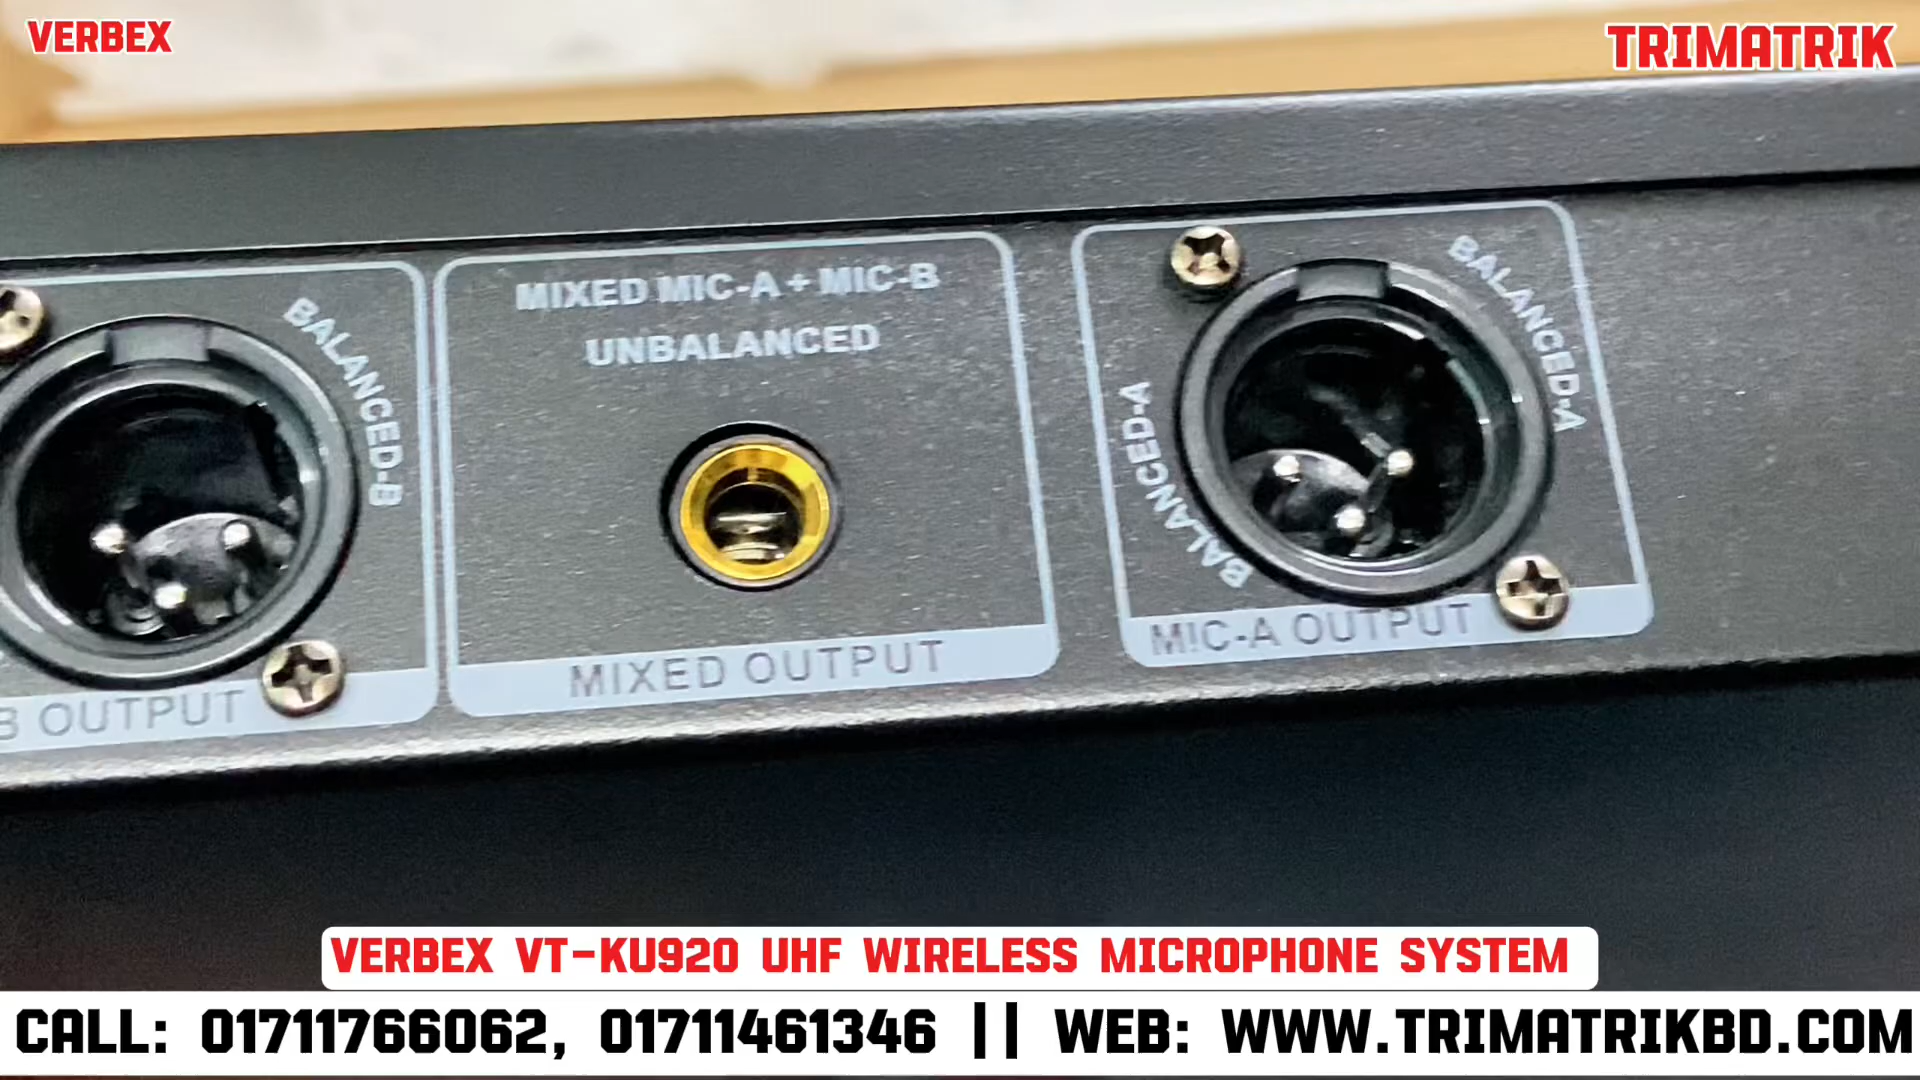 VERBEX
TRIMATRIK
BALANCED-B
MIXED MIC-A + MIC-B
UNBALANCED
BALANCED-A
BALANCED-A
B OUTPUT
MIXED OUTPUT
MIC-A OUTPUT
VERBEX VT-KU920 UHF WIRELESS MICROPHONE SYSTEM
CALL: 01711766062, 01711461346 || WEB: WWW.TRIMATRIKBD.COM